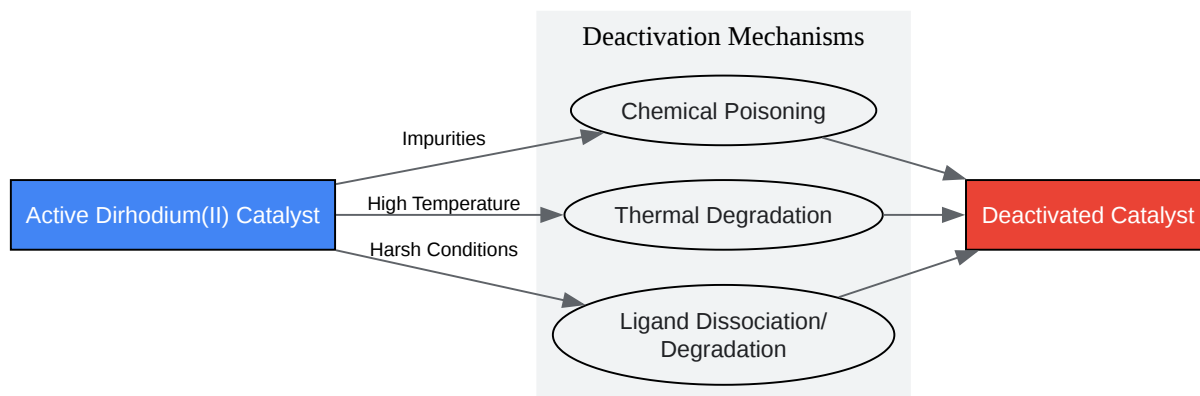 Deactivation Mechanisms
Chemical Poisoning
Impurities
Active Dirhodium(II) Catalyst
High Temperature
Thermal Degradation
Deactivated Catalyst
Harsh Conditions
Ligand Dissociation/
Degradation